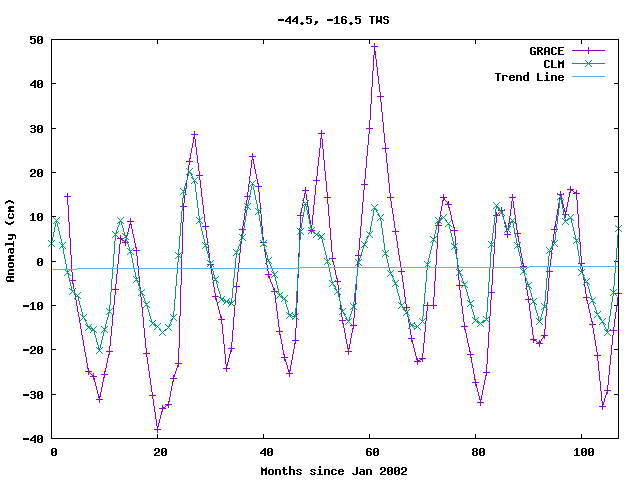 -44.5, -16.5 TWS
50
40
30
20
10
0
-10
-20
-30
-40
Anomaly (cm)
GRACE
CLM
Trend Line
0 20 40 60 80 100
Months since Jan 2002